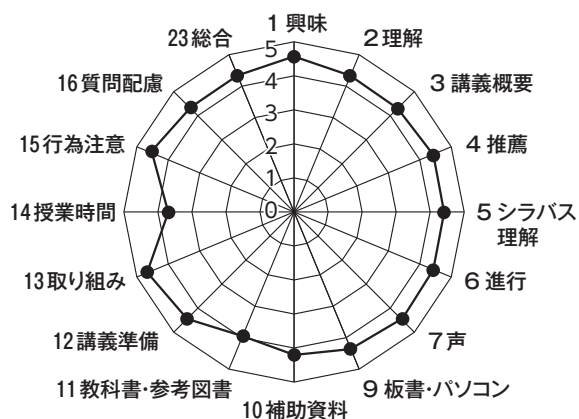 1 興味
2 理解
3 講義概要
4 推薦
5 シラバス
理解
6 進行
7 声
9 板書・パソコン
10 補助資料
11 教科書・参考図書
12 講義準備
13 取り組み
14 授業時間
15 行為注意
16 質問配慮
23 総合
5
4
3
2
1
0